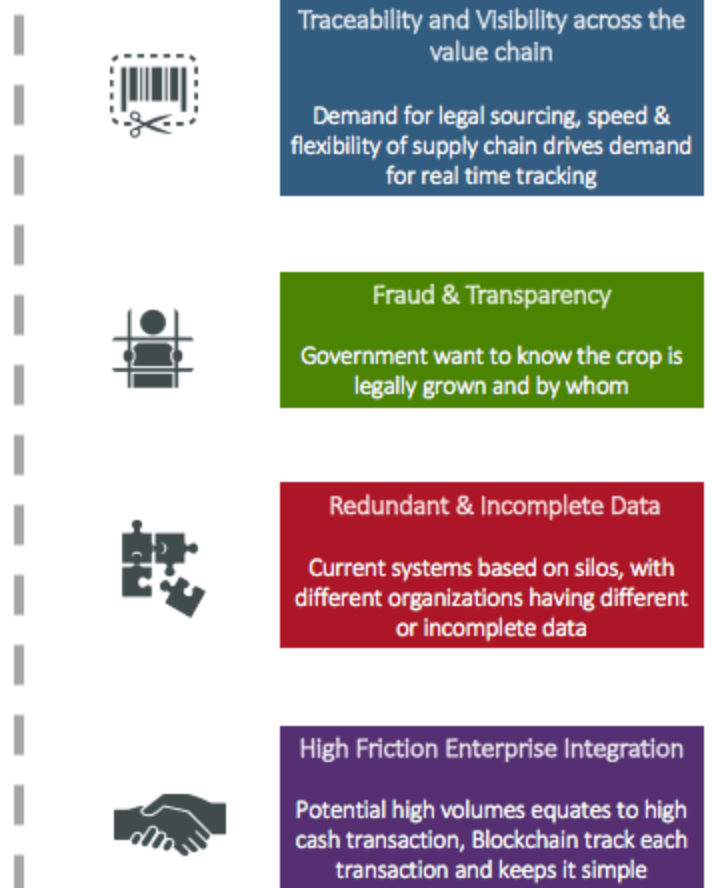 Traceability and Visibility across the
value chain
Demand for legal sourcing, speed &
flexibility of supply chain drives demand
for real time tracking
Fraud & Transparency
Government want to know the crop is
legally grown and by whom
Redundant & Incomplete Data
Current systems based on silos, with
different organizations having different
or incomplete data
High Friction Enterprise Integration
Potential high volumes equates to high
cash transaction, Blockchain track each
transaction and keeps it simple